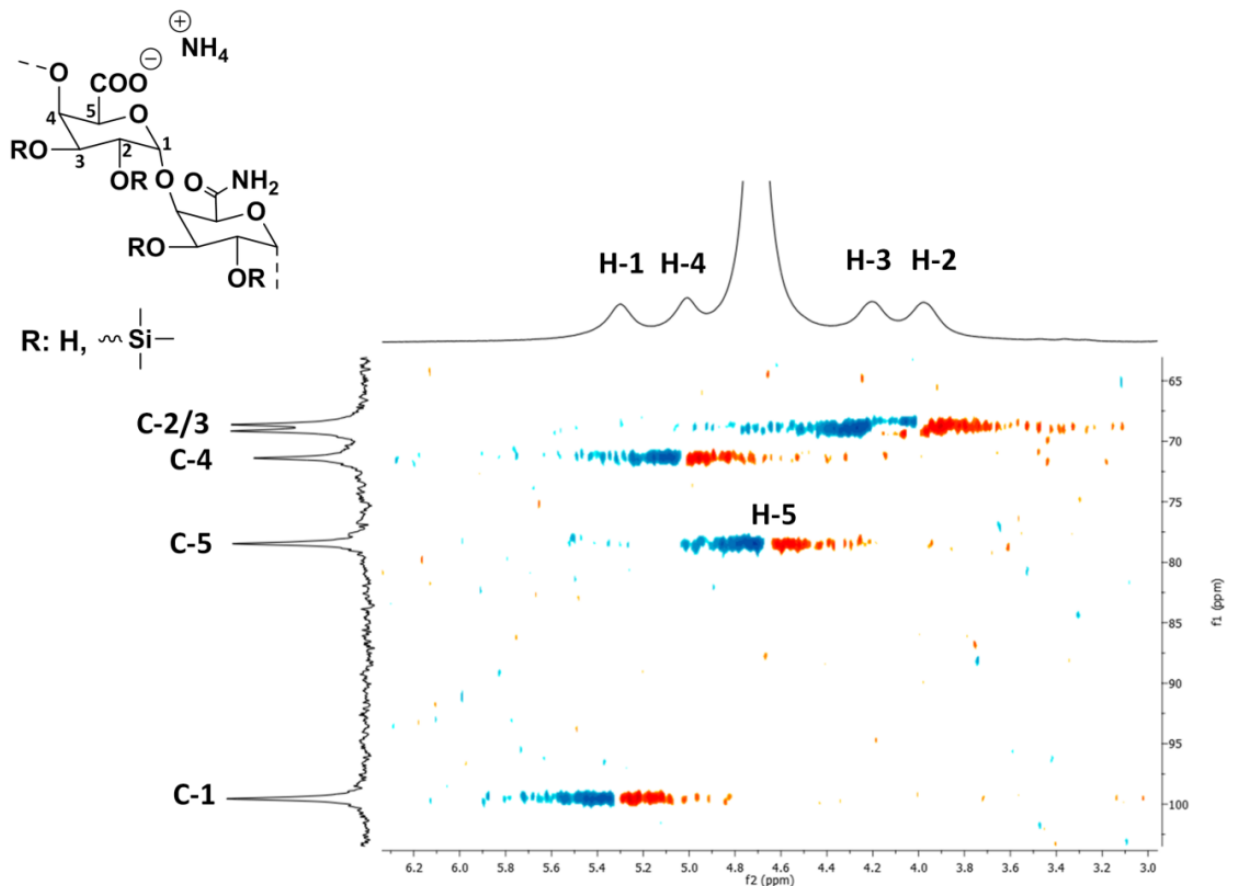 ⊕
NH4
⊖
O
COO
5
O
4
1
RO
3
2
OR
O
O
NH2
O
RO
OR
R: H, Si
H-1 H-4 H-3 H-2
C-2/3
C-4
C-5
C-1
H-5
65
70
75
80
85
90
95
100
f1 (ppm)
6.2 6.0 5.8 5.6 5.4 5.2 5.0 4.8 4.6 4.4 4.2 4.0 3.8 3.6 3.4 3.2 3.0
f2 (ppm)